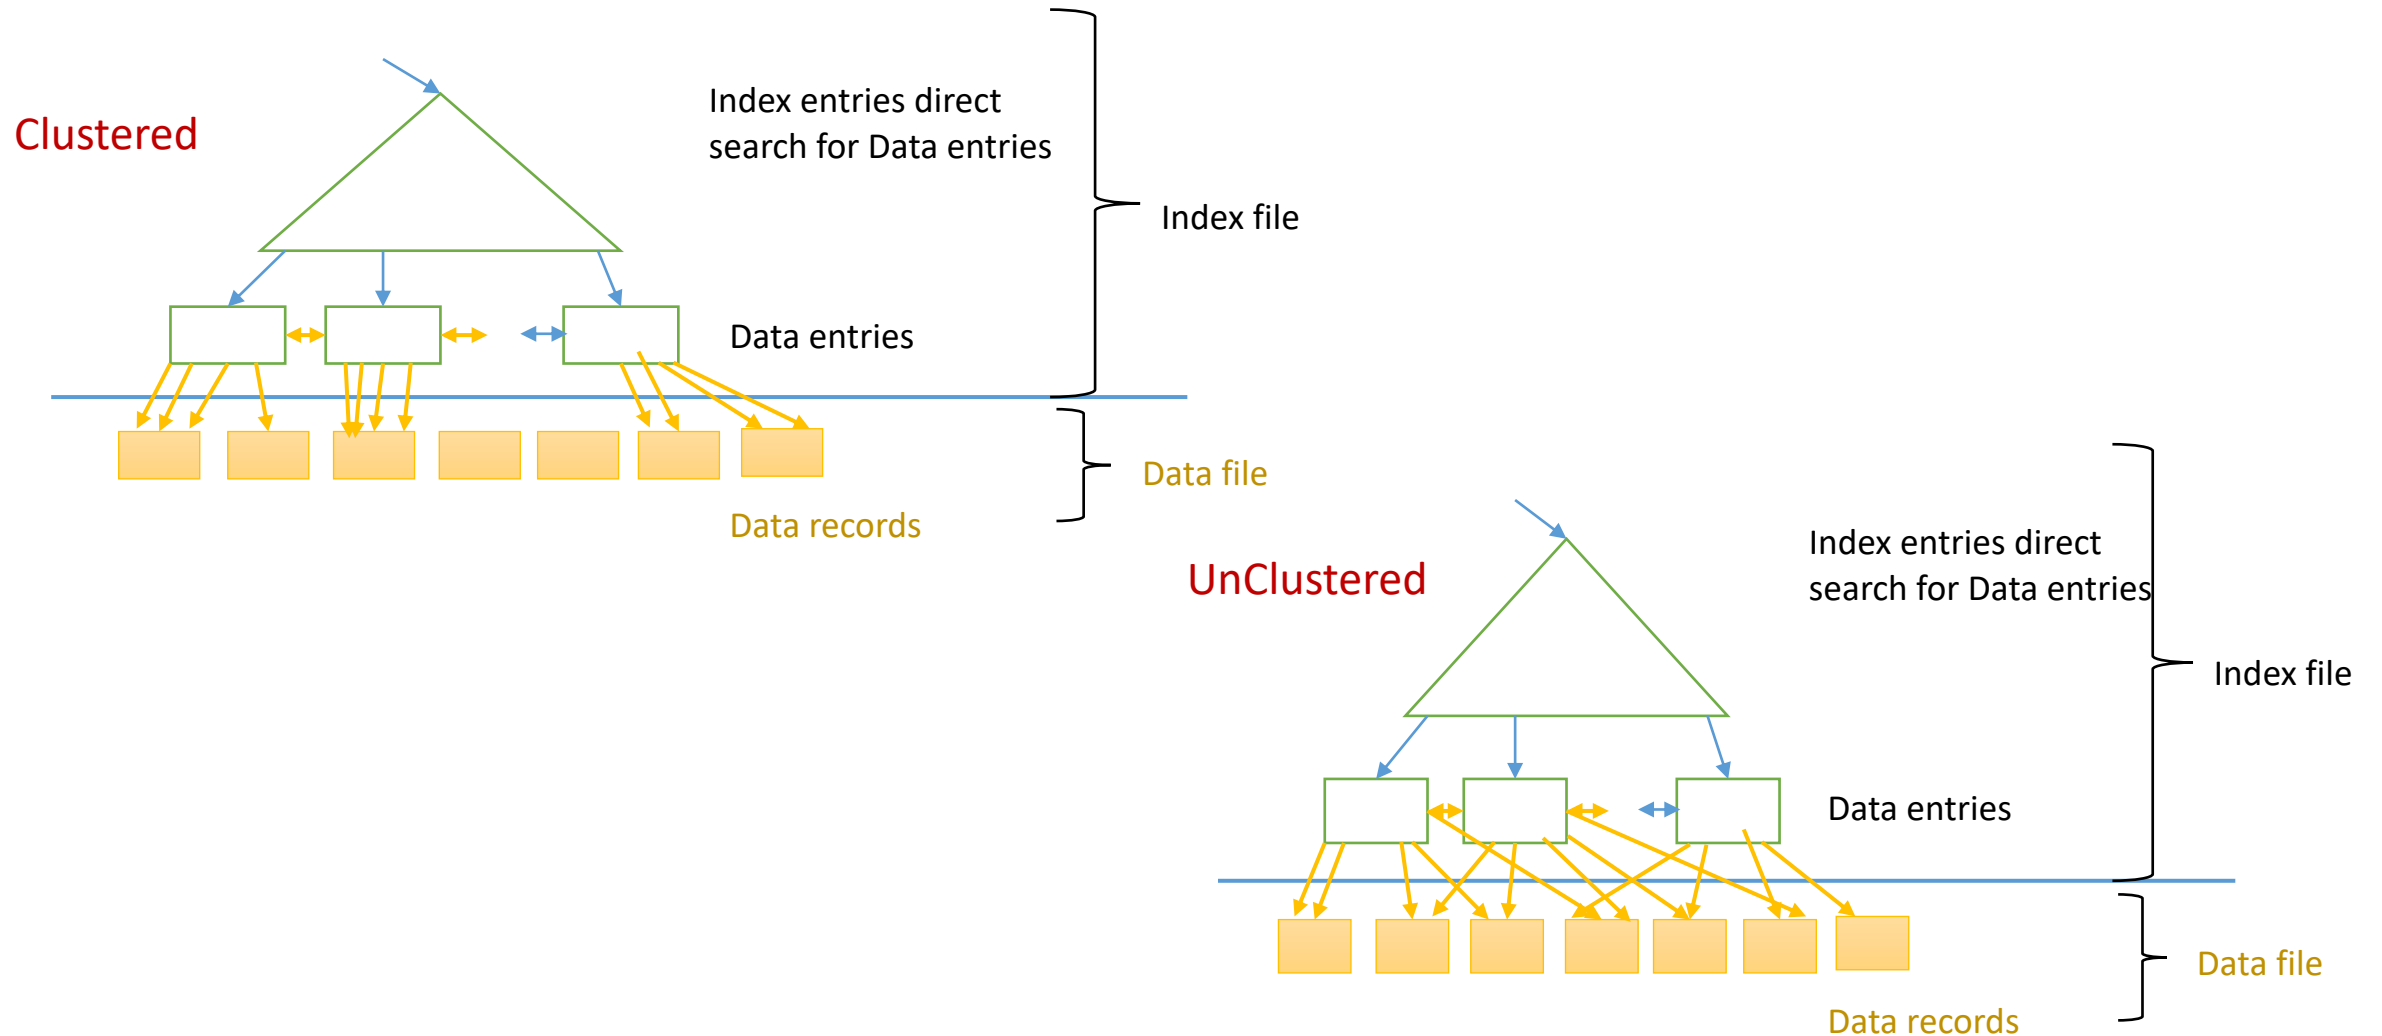 Clustered
Index entries direct
search for Data entries
Index file
Data entries
Data file
Data records
UnClustered
Index entries direct
search for Data entries
Index file
Data entries
Data file
Data records